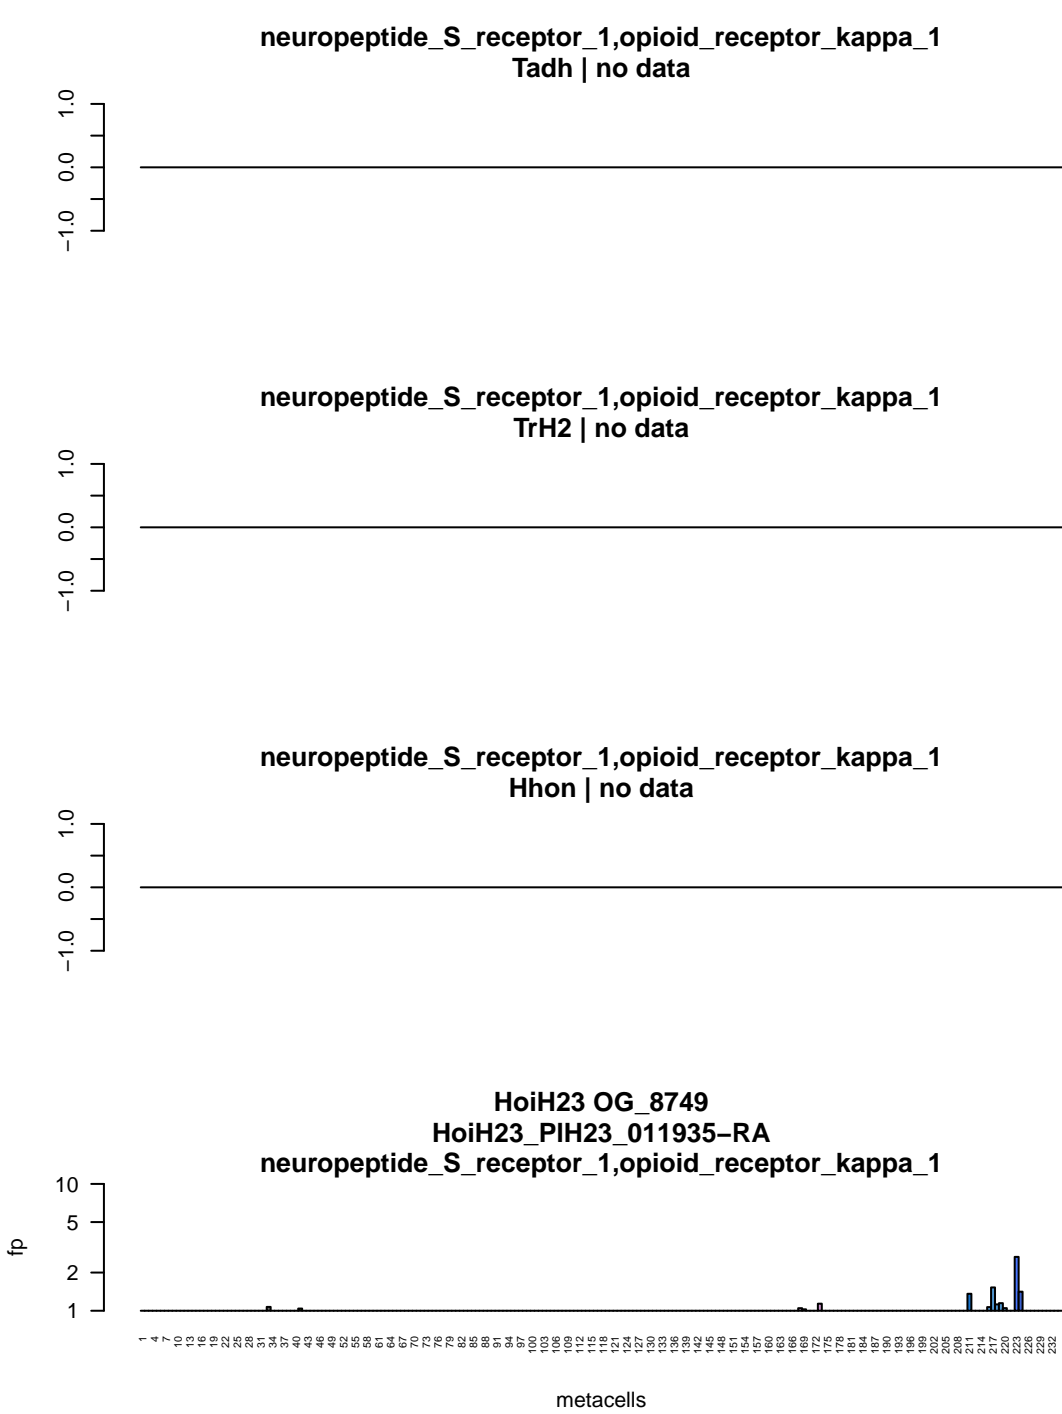 neuropeptide_S_receptor_1,opioid_receptor_kappa_1
Tadh | no data
1.0
0.0
−1.0
neuropeptide_S_receptor_1,opioid_receptor_kappa_1
TrH2 | no data
1.0
0.0
−1.0
neuropeptide_S_receptor_1,opioid_receptor_kappa_1
Hhon | no data
1.0
0.0
−1.0
HoiH23 OG_8749
HoiH23_PIH23_011935−RA
neuropeptide_S_receptor_1,opioid_receptor_kappa_1
10
5
2
1
fp
1 4 7 10 13 16 19 22 25 28 31 34 37 40 43 46 49 52 55 58 61 64 67 70 73 76 79 82 85 88 91 94 97 100 103 106 109 112 115 118 121 124 127 130 133 136 139 142 145 148 151 154 157 160 163 166 169 172 175 178 181 184 187 190 193 196 199 202 205 208 211 214 217 220 223 226 229 232
metacells